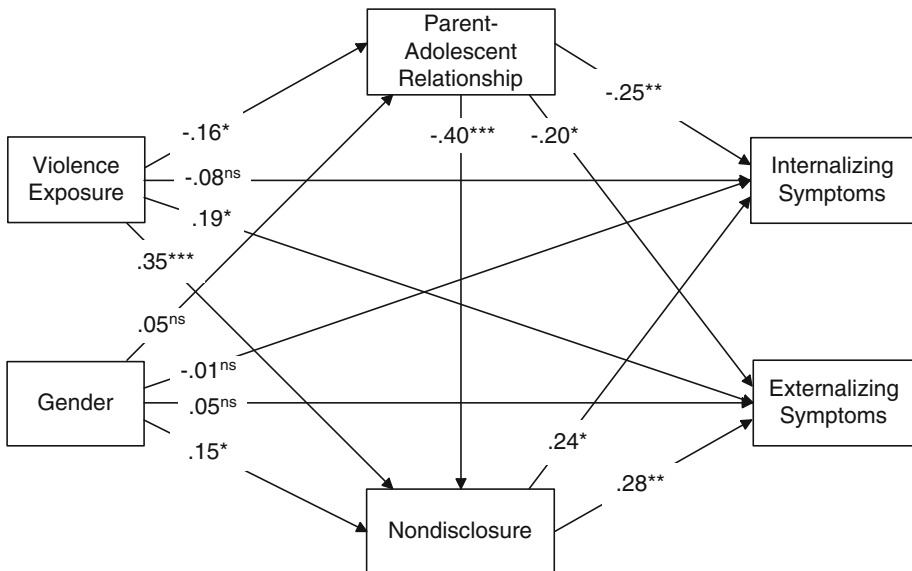 Parent-
Adolescent
Relationship
-.25**
-.16*
-.40***
-.20*
Violence
Exposure
-.08ns
Internalizing
Symptoms
.19*
.35***
.05ns
-.01ns
Gender
.05ns
Externalizing
Symptoms
.15*
.24*
.28**
Nondisclosure